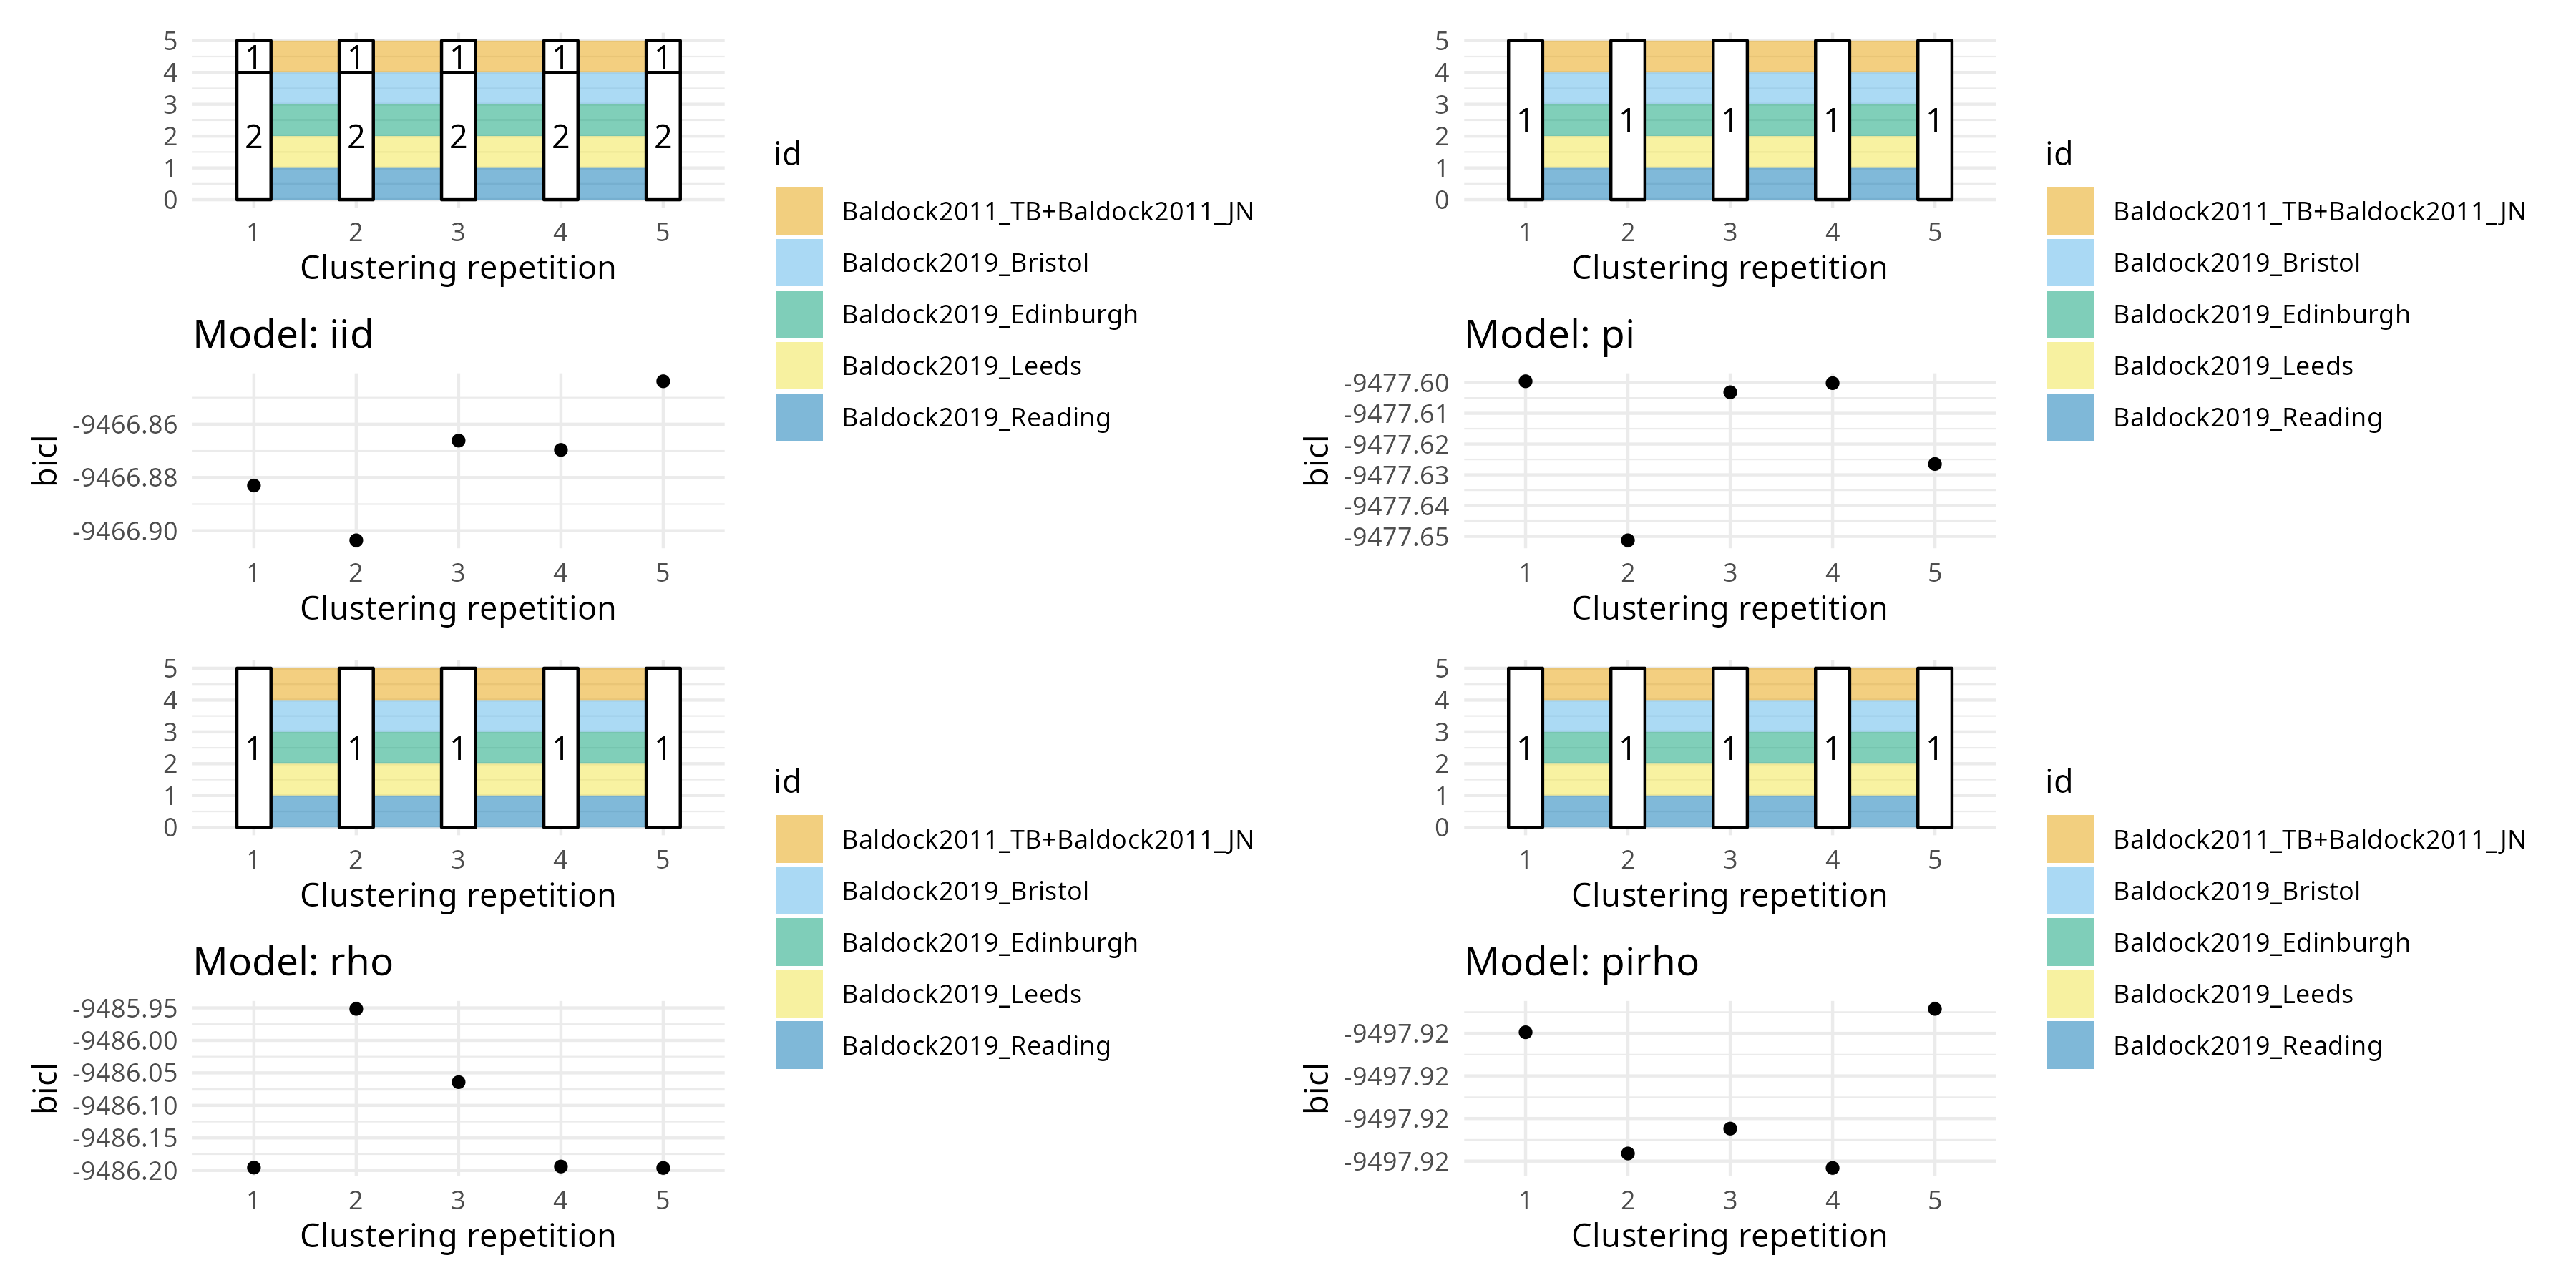 5
4
3
2
1
0
1 1 1 1 1
2 2 2 2 2
1 2 3 4 5
Clustering repetition
id
Baldock2011_TB+Baldock2011_JN
Baldock2019_Bristol
Baldock2019_Edinburgh
Baldock2019_Leeds
Baldock2019_Reading
Model: iid
bicl
-9466.86
-9466.88
-9466.90
1 2 3 4 5
Clustering repetition
5
4
3
2
1
0
1 1 1 1 1
1 2 3 4 5
Clustering repetition
id
Baldock2011_TB+Baldock2011_JN
Baldock2019_Bristol
Baldock2019_Edinburgh
Baldock2019_Leeds
Baldock2019_Reading
Model: pi
bicl
-9477.60
-9477.61
-9477.62
-9477.63
-9477.64
-9477.65
1 2 3 4 5
Clustering repetition
5
4
3
2
1
0
1 1 1 1 1
1 2 3 4 5
Clustering repetition
id
Baldock2011_TB+Baldock2011_JN
Baldock2019_Bristol
Baldock2019_Edinburgh
Baldock2019_Leeds
Baldock2019_Reading
Model: rho
bicl
-9485.95
-9486.00
-9486.05
-9486.10
-9486.15
-9486.20
1 2 3 4 5
Clustering repetition
5
4
3
2
1
0
1 1 1 1 1
1 2 3 4 5
Clustering repetition
id
Baldock2011_TB+Baldock2011_JN
Baldock2019_Bristol
Baldock2019_Edinburgh
Baldock2019_Leeds
Baldock2019_Reading
Model: pirho
bicl
-9497.92
-9497.92
-9497.92
-9497.92
1 2 3 4 5
Clustering repetition